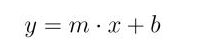 y = m · x + b